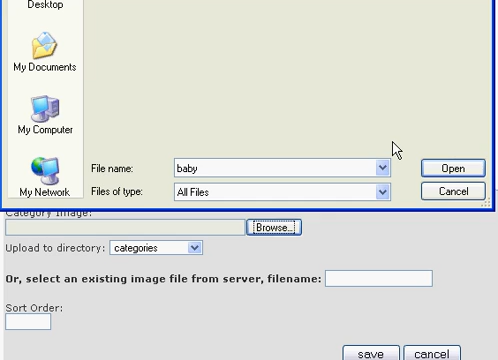 Desktop
My Documents
My Computer
My Network
File name: baby Open
Files of type: All Files Cancel
Category Image:
Browse...
Upload to directory: categories
Or, select an existing image file from server, filename:
Sort Order:
save cancel